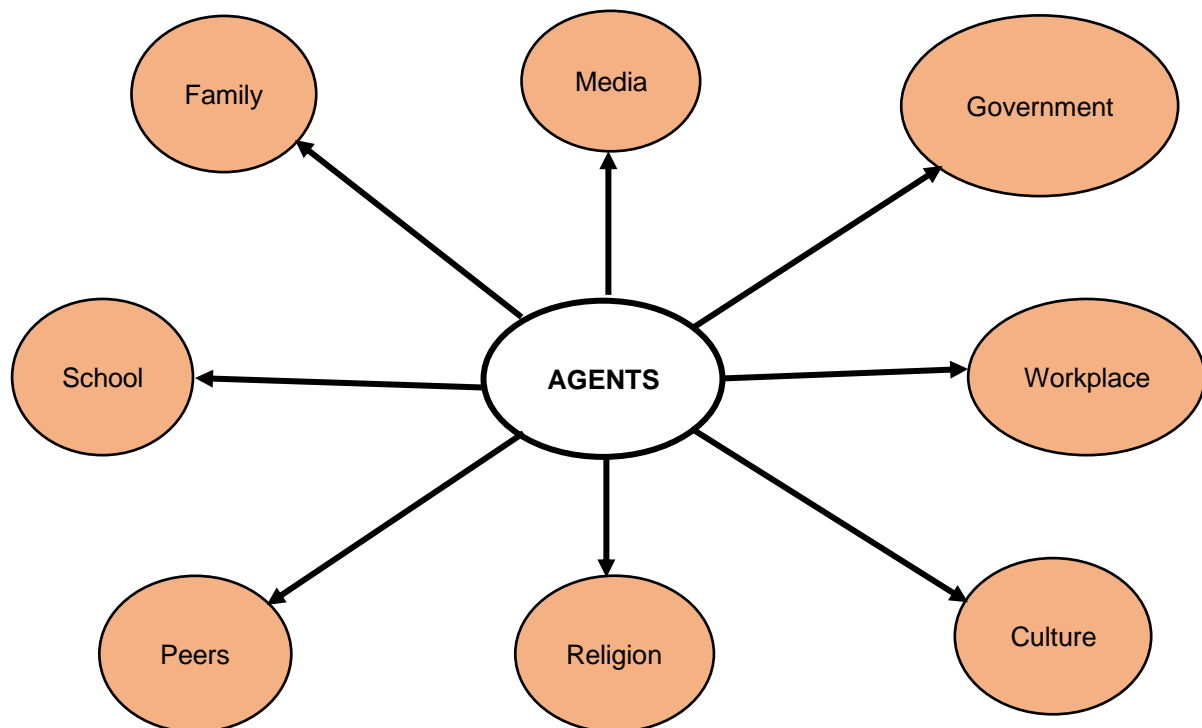 Family
Media
Government
School
AGENTS
Workplace
Peers
Religion
Culture